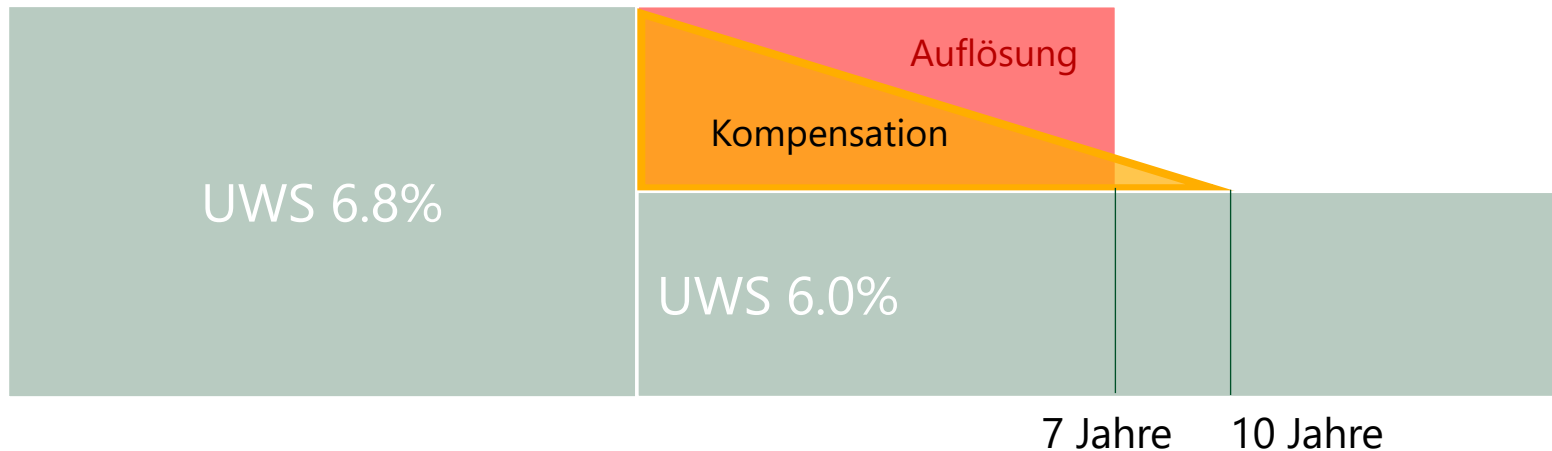 Auflösung
Kompensation
UWS 6.8%
UWS 6.0%
7 Jahre
10 Jahre